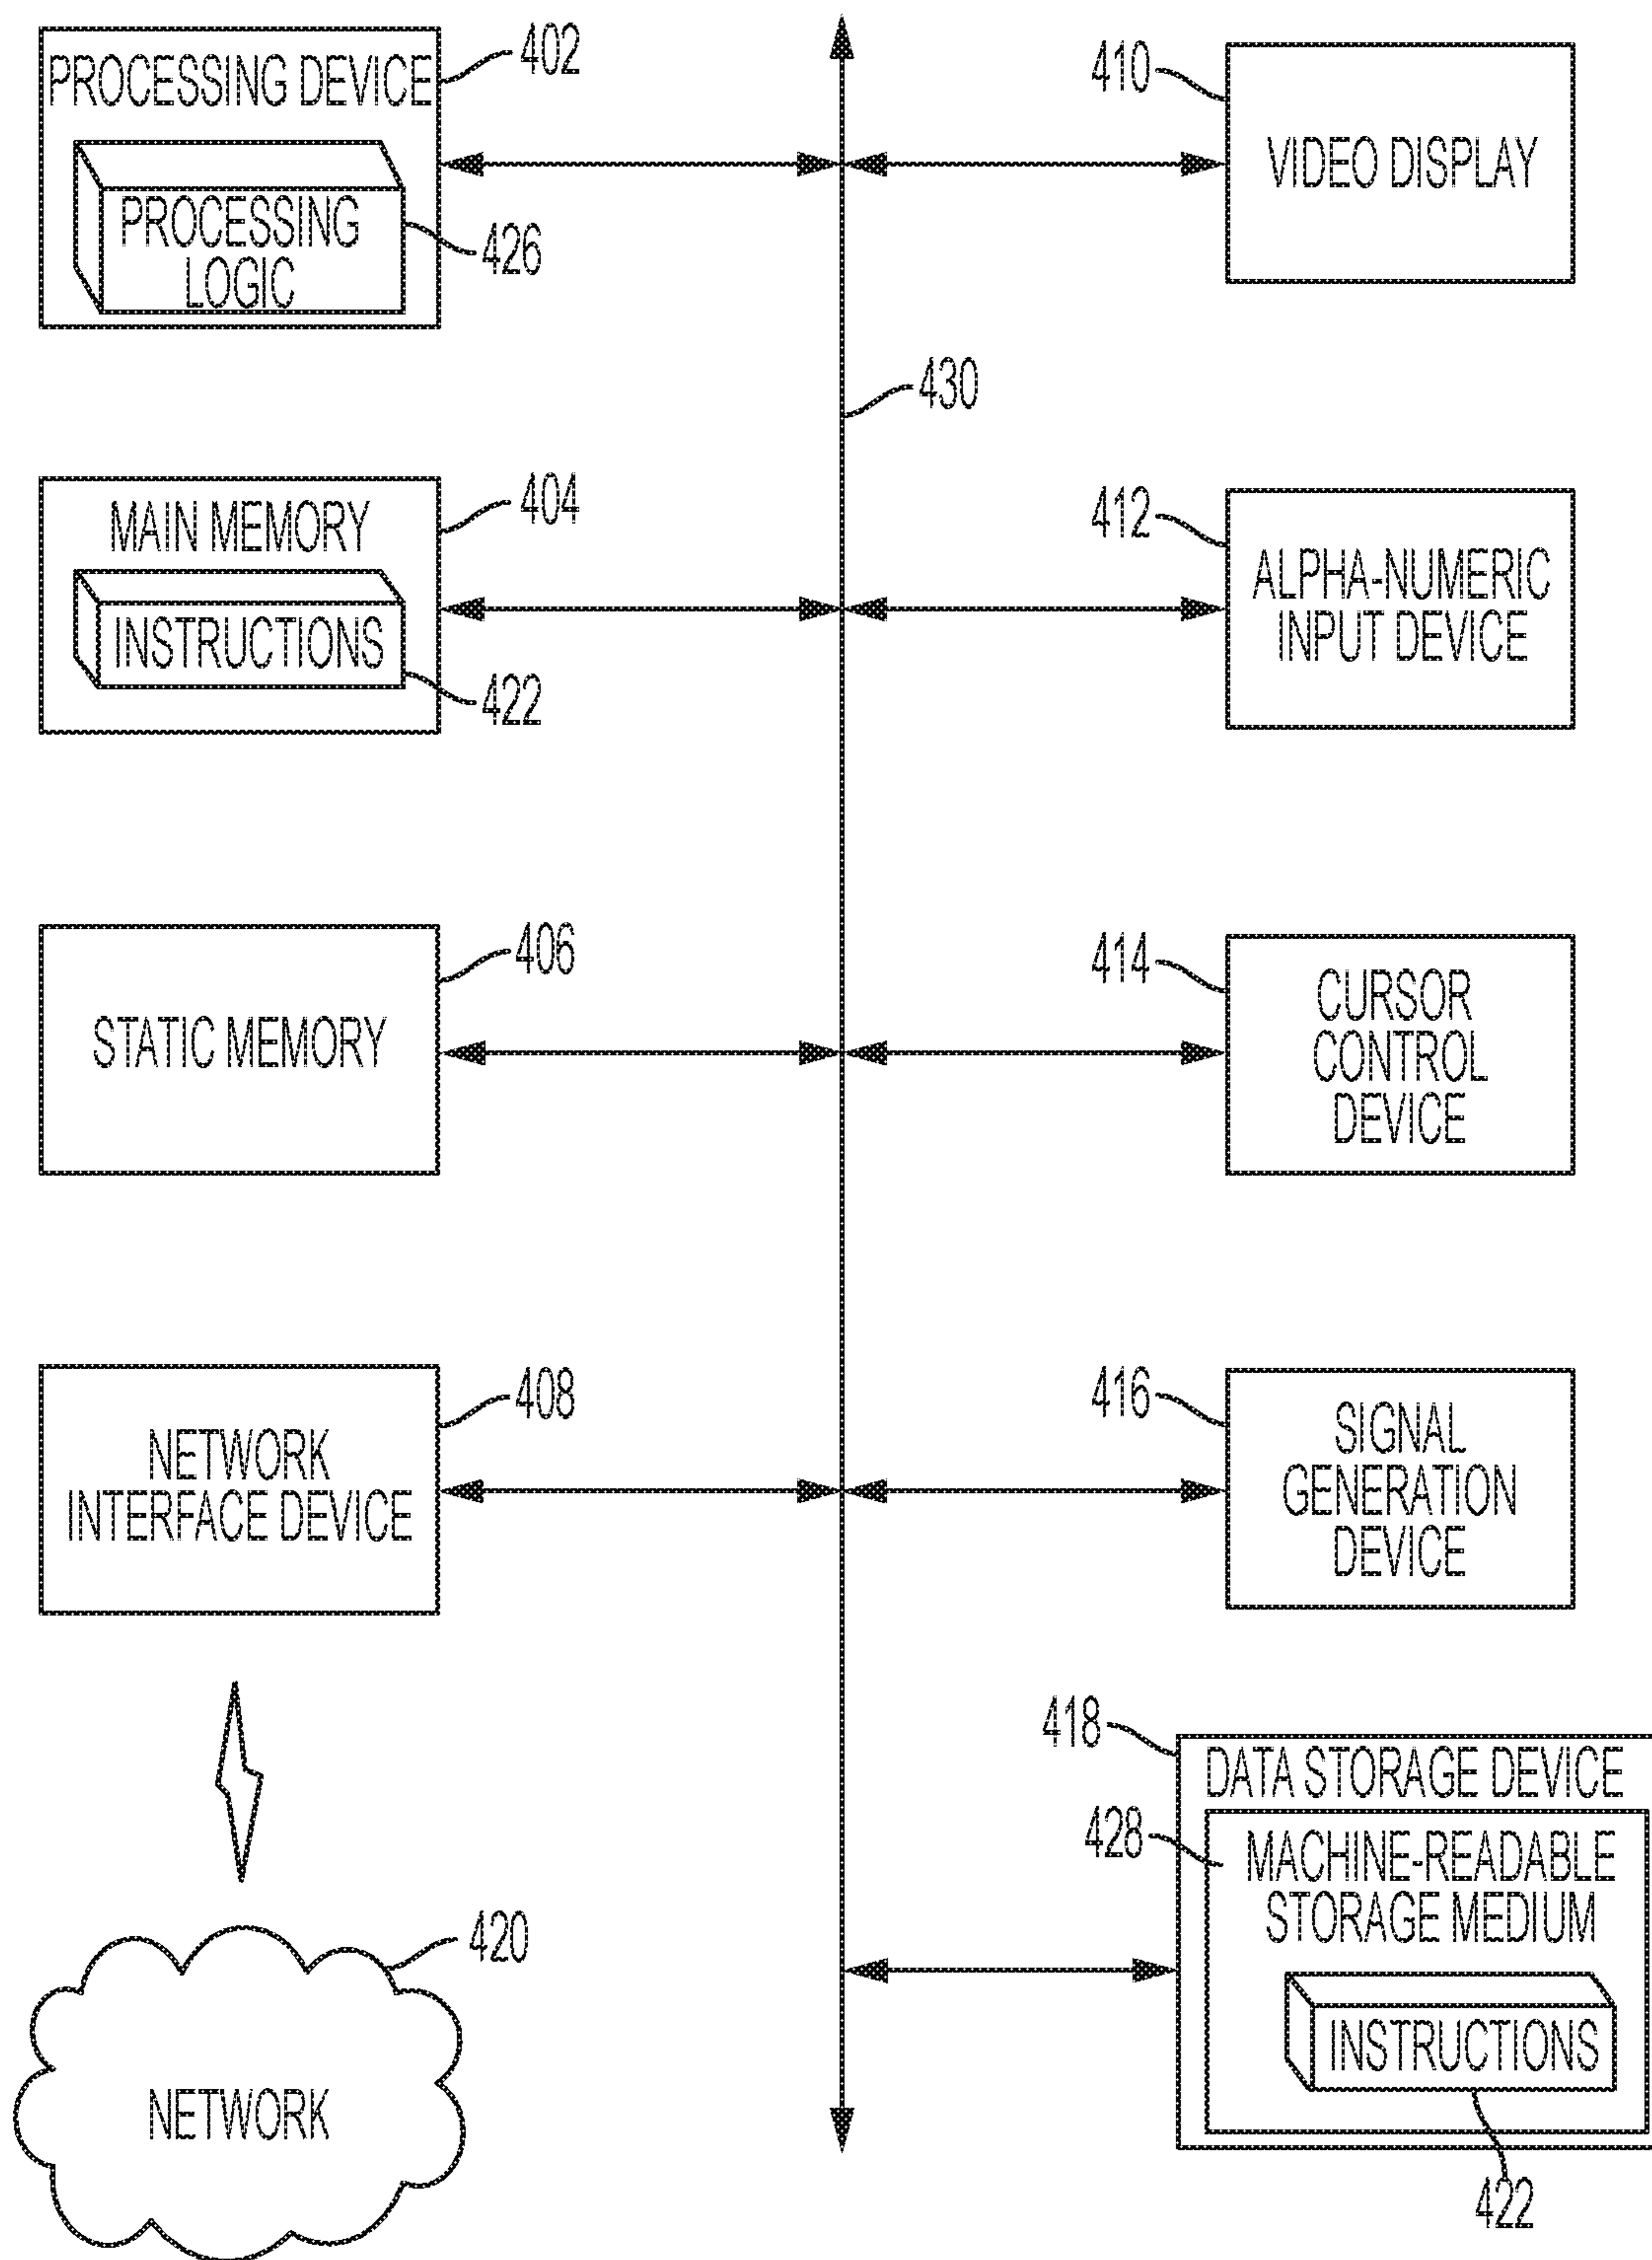 PROCESSING DEVICE
402
PROCESSING
LOGIC
426
410
VIDEO DISPLAY
430
MAIN MEMORY
404
INSTRUCTIONS
422
412
ALPHA-NUMERIC
INPUT DEVICE
STATIC MEMORY
406
414
CURSOR
CONTROL
DEVICE
NETWORK
INTERFACE DEVICE
408
416
SIGNAL
GENERATION
DEVICE
418
DATA STORAGE DEVICE
428
MACHINE-READABLE
STORAGE MEDIUM
INSTRUCTIONS
422
420
NETWORK